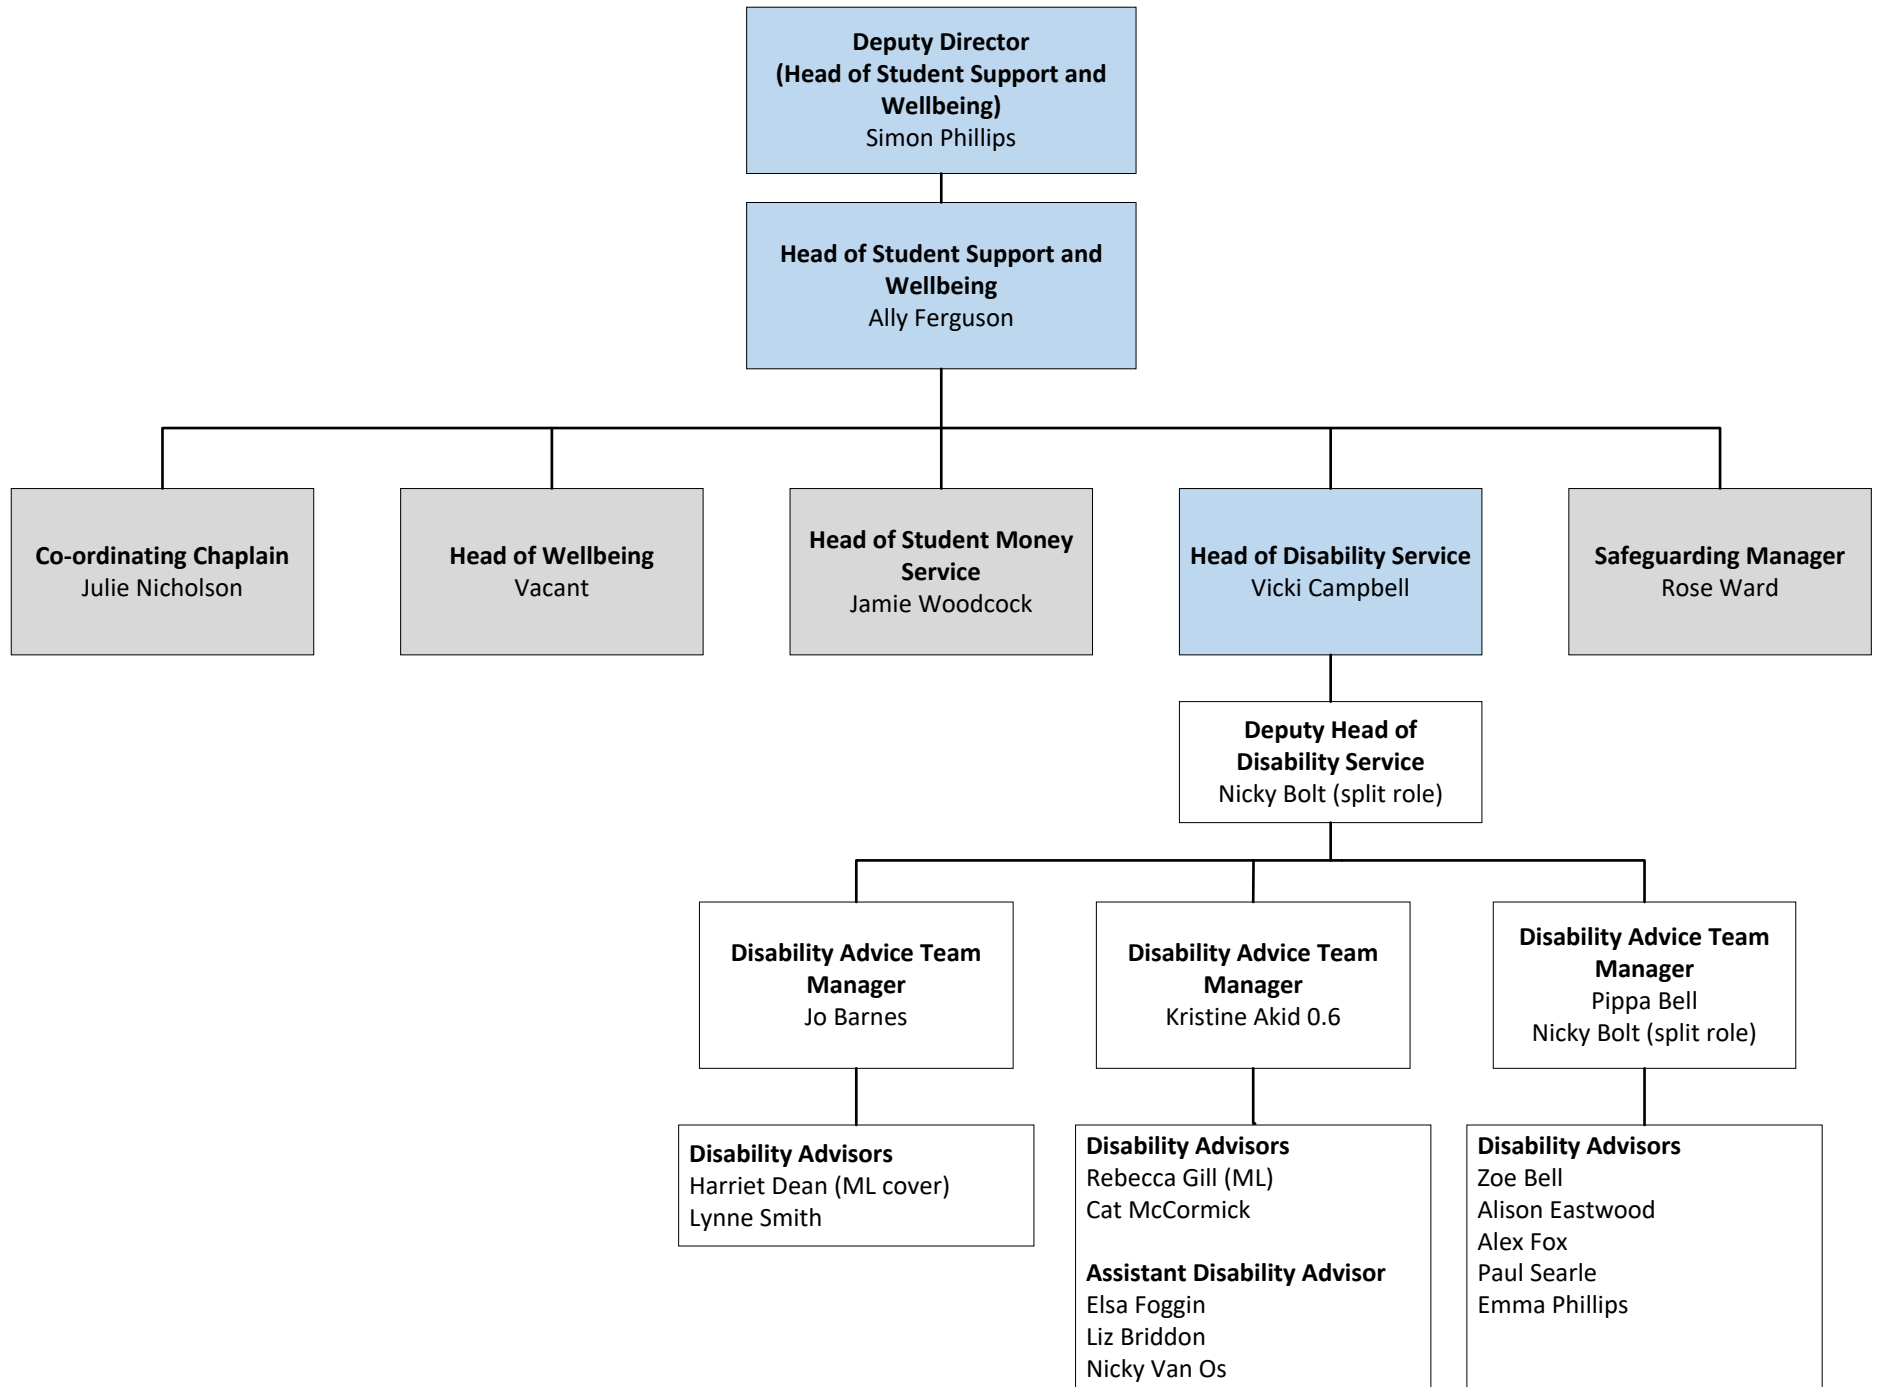 Deputy Director
(Head of Student Support and
Wellbeing)
Simon Phillips
Head of Student Support and
Wellbeing
Ally Ferguson
Co-ordinating Chaplain
Julie Nicholson
Head of Wellbeing
Vacant
Head of Student Money
Service
Jamie Woodcock
Head of Disability Service
Vicki Campbell
Safeguarding Manager
Rose Ward
Deputy Head of
Disability Service
Nicky Bolt (split role)
Disability Advice Team
Manager
Jo Barnes
Disability Advice Team
Manager
Kristine Akid 0.6
Disability Advice Team
Manager
Pippa Bell
Nicky Bolt (split role)
Disability Advisors
Harriet Dean (ML cover)
Lynne Smith
Disability Advisors
Rebecca Gill (ML)
Cat McCormick
Assistant Disability Advisor
Elsa Foggin
Liz Briddon
Nicky Van Os
Disability Advisors
Zoe Bell
Alison Eastwood
Alex Fox
Paul Searle
Emma Phillips